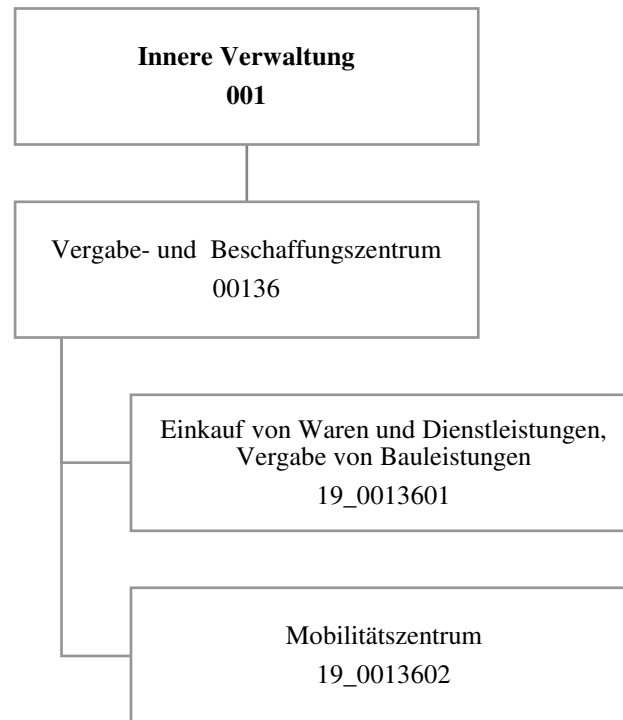 Innere Verwaltung
001
Vergabe- und Beschaffungszentrum
00136
Einkauf von Waren und Dienstleistungen,
Vergabe von Bauleistungen
19_0013601
Mobilitätszentrum
19_0013602